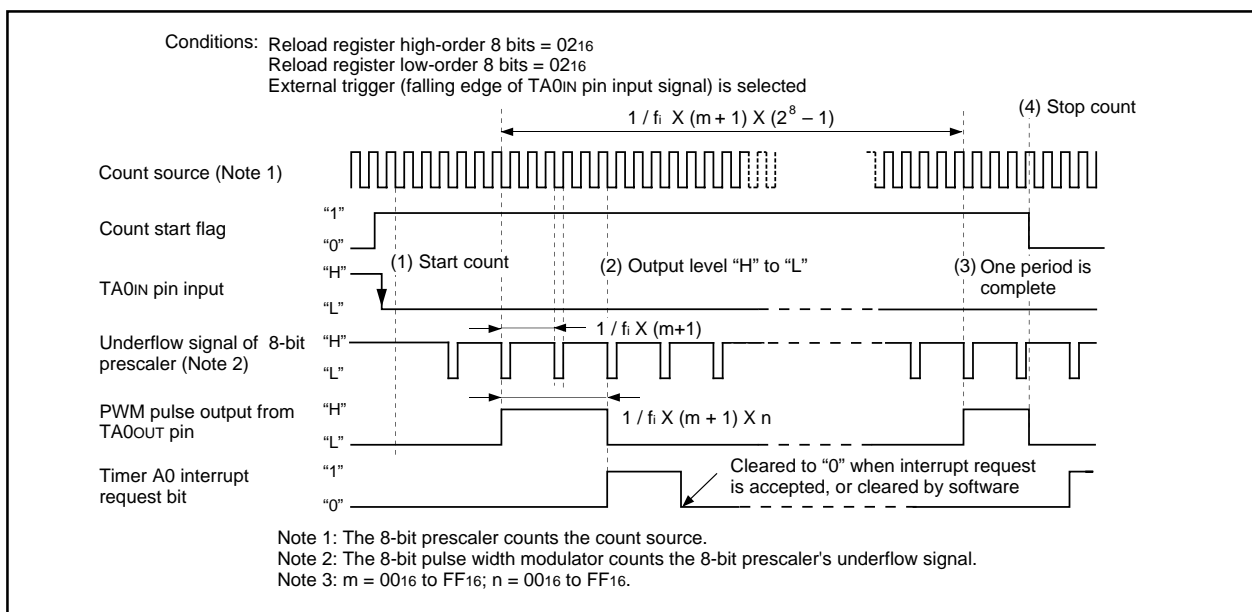 Conditions: Reload register high-order 8 bits = 0216
Reload register low-order 8 bits = 0216
External trigger (falling edge of TA0IN pin input signal) is selected
1 / fi X (m + 1) X (2^8 – 1)
(4) Stop count
Count source (Note 1)
Count start flag
“1”
“0”
(1) Start count
(2) Output level “H” to “L”
(3) One period is
complete
TA0IN pin input
“H”
“L”
1 / fi X (m+1)
Underflow signal of 8-bit
prescaler (Note 2)
“H”
“L”
PWM pulse output from
TA0OUT pin
“H”
“L”
1 / fi X (m + 1) X n
Timer A0 interrupt
request bit
“1”
“0”
Cleared to “0” when interrupt request
is accepted, or cleared by software
Note 1: The 8-bit prescaler counts the count source.
Note 2: The 8-bit pulse width modulator counts the 8-bit prescaler's underflow signal.
Note 3: m = 0016 to FF16; n = 0016 to FF16.